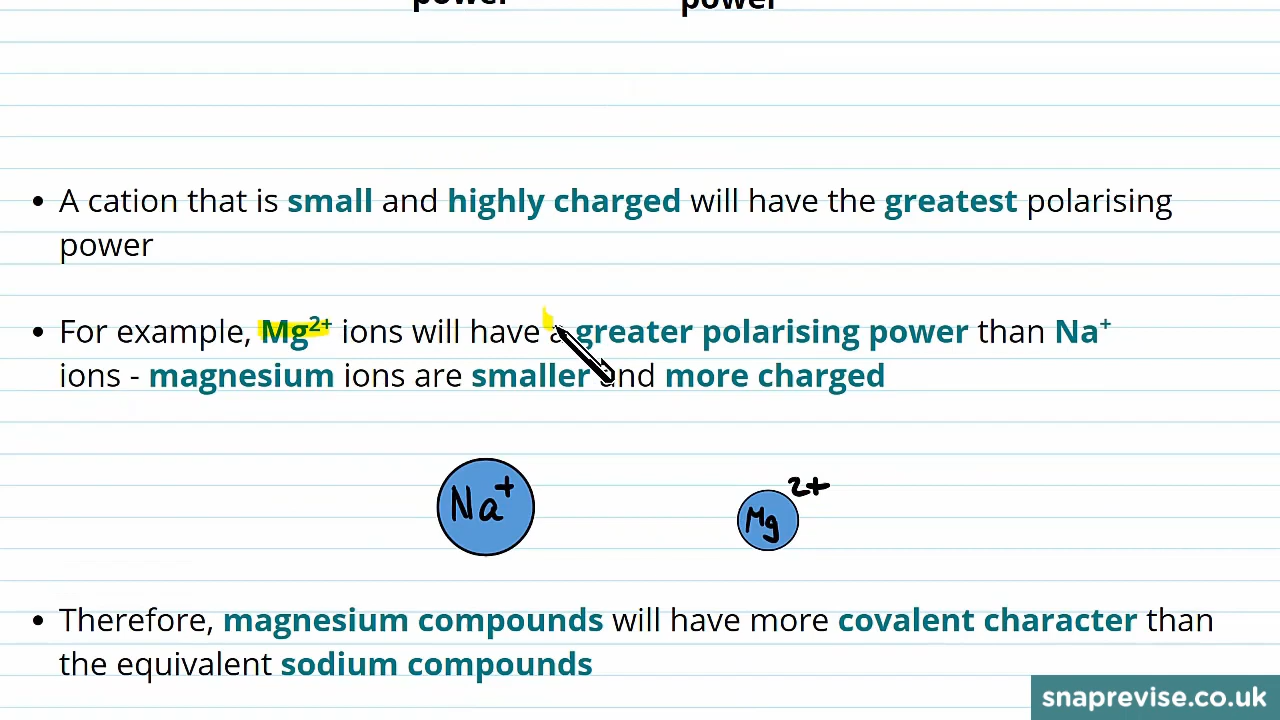 power power
A cation that is small and highly charged will have the greatest polarising
power
For example, Mg²⁺ ions will have a greater polarising power than Na⁺
ions - magnesium ions are smaller and more charged
Na⁺ Mg²⁺
Therefore, magnesium compounds will have more covalent character than
the equivalent sodium compounds
snaprevise.co.uk